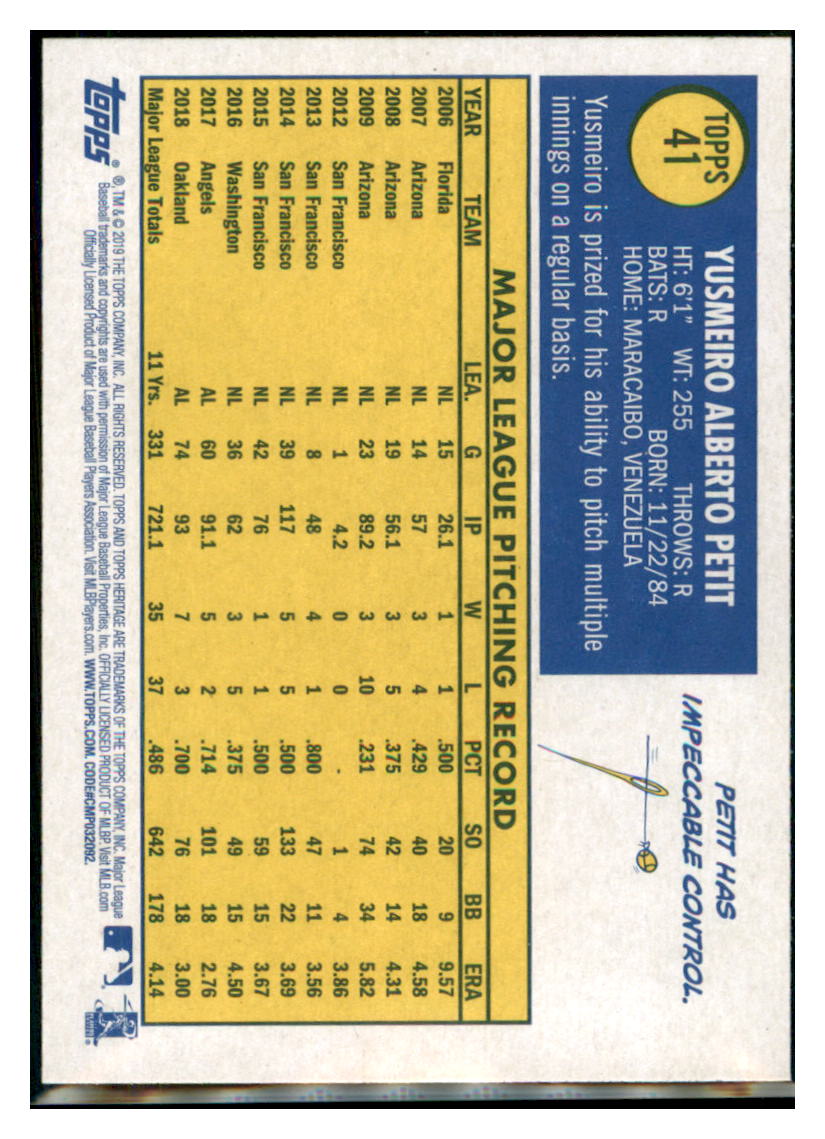 TOPPS
41
YUSMEIRO ALBERTO PETIT
HT: 6'1" WT: 255 THROWS: R
BATS: R BORN: 11/22/84
HOME: MARACAIBO, VENEZUELA
Yusmeiro is prized for his ability to pitch multiple
innings on a regular basis.
PETIT HAS
IMPECCABLE CONTROL.
MAJOR LEAGUE PITCHING RECORD
YEAR TEAM LEA. G IP W L PCT SO BB ERA
2006 Florida NL 15 26.1 1 1 .500 20 9 9.57
2007 Arizona NL 14 57 3 4 .429 40 18 4.58
2008 Arizona NL 19 56.1 3 5 .375 42 14 4.31
2009 Arizona NL 23 89.2 3 10 .231 74 34 5.82
2012 San Francisco NL 1 4.2 0 0 - 1 4 3.86
2013 San Francisco NL 8 48 4 1 .800 47 11 3.56
2014 San Francisco NL 39 117 5 5 .500 133 22 3.69
2015 San Francisco NL 42 76 1 1 .500 59 15 3.67
2016 Washington NL 36 62 3 5 .375 49 15 4.50
2017 Angels AL 60 91.1 5 2 .714 101 18 2.76
2018 Oakland AL 74 93 7 3 .700 76 18 3.00
Major League Totals 11 Yrs. 331 721.1 35 37 .486 642 178 4.14
topps®
®, TM & © 2019 THE TOPPS COMPANY, INC. ALL RIGHTS RESERVED. TOPPS AND TOPPS HERITAGE ARE TRADEMARKS OF THE TOPPS COMPANY, INC. Major League
Baseball trademarks and copyrights are used with permission of Major League Baseball Properties, Inc. OFFICIALLY LICENSED PRODUCT OF MLBP. Visit MLB.com
Officially Licensed Product of Major League Baseball Players Association. Visit MLBPlayers.com. WWW.TOPPS.COM. CODE#CMP032092.